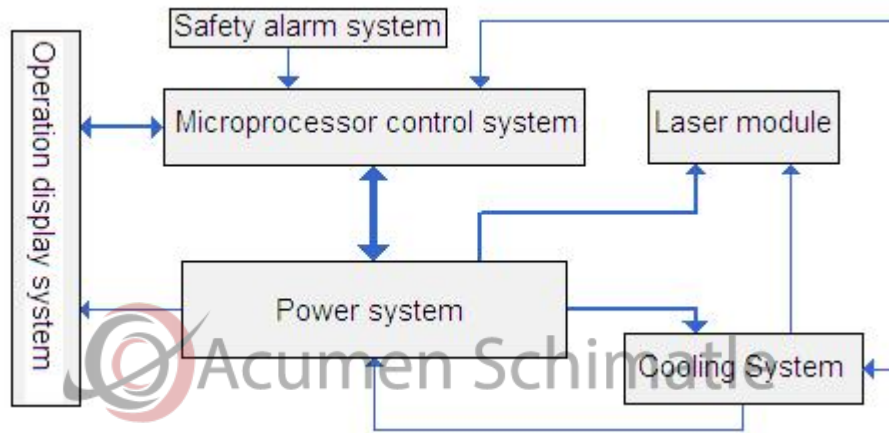 Safety alarm system
Operation display system
Microprocessor control system
Laser module
Power system
Cooling System
Acumen Schimatle